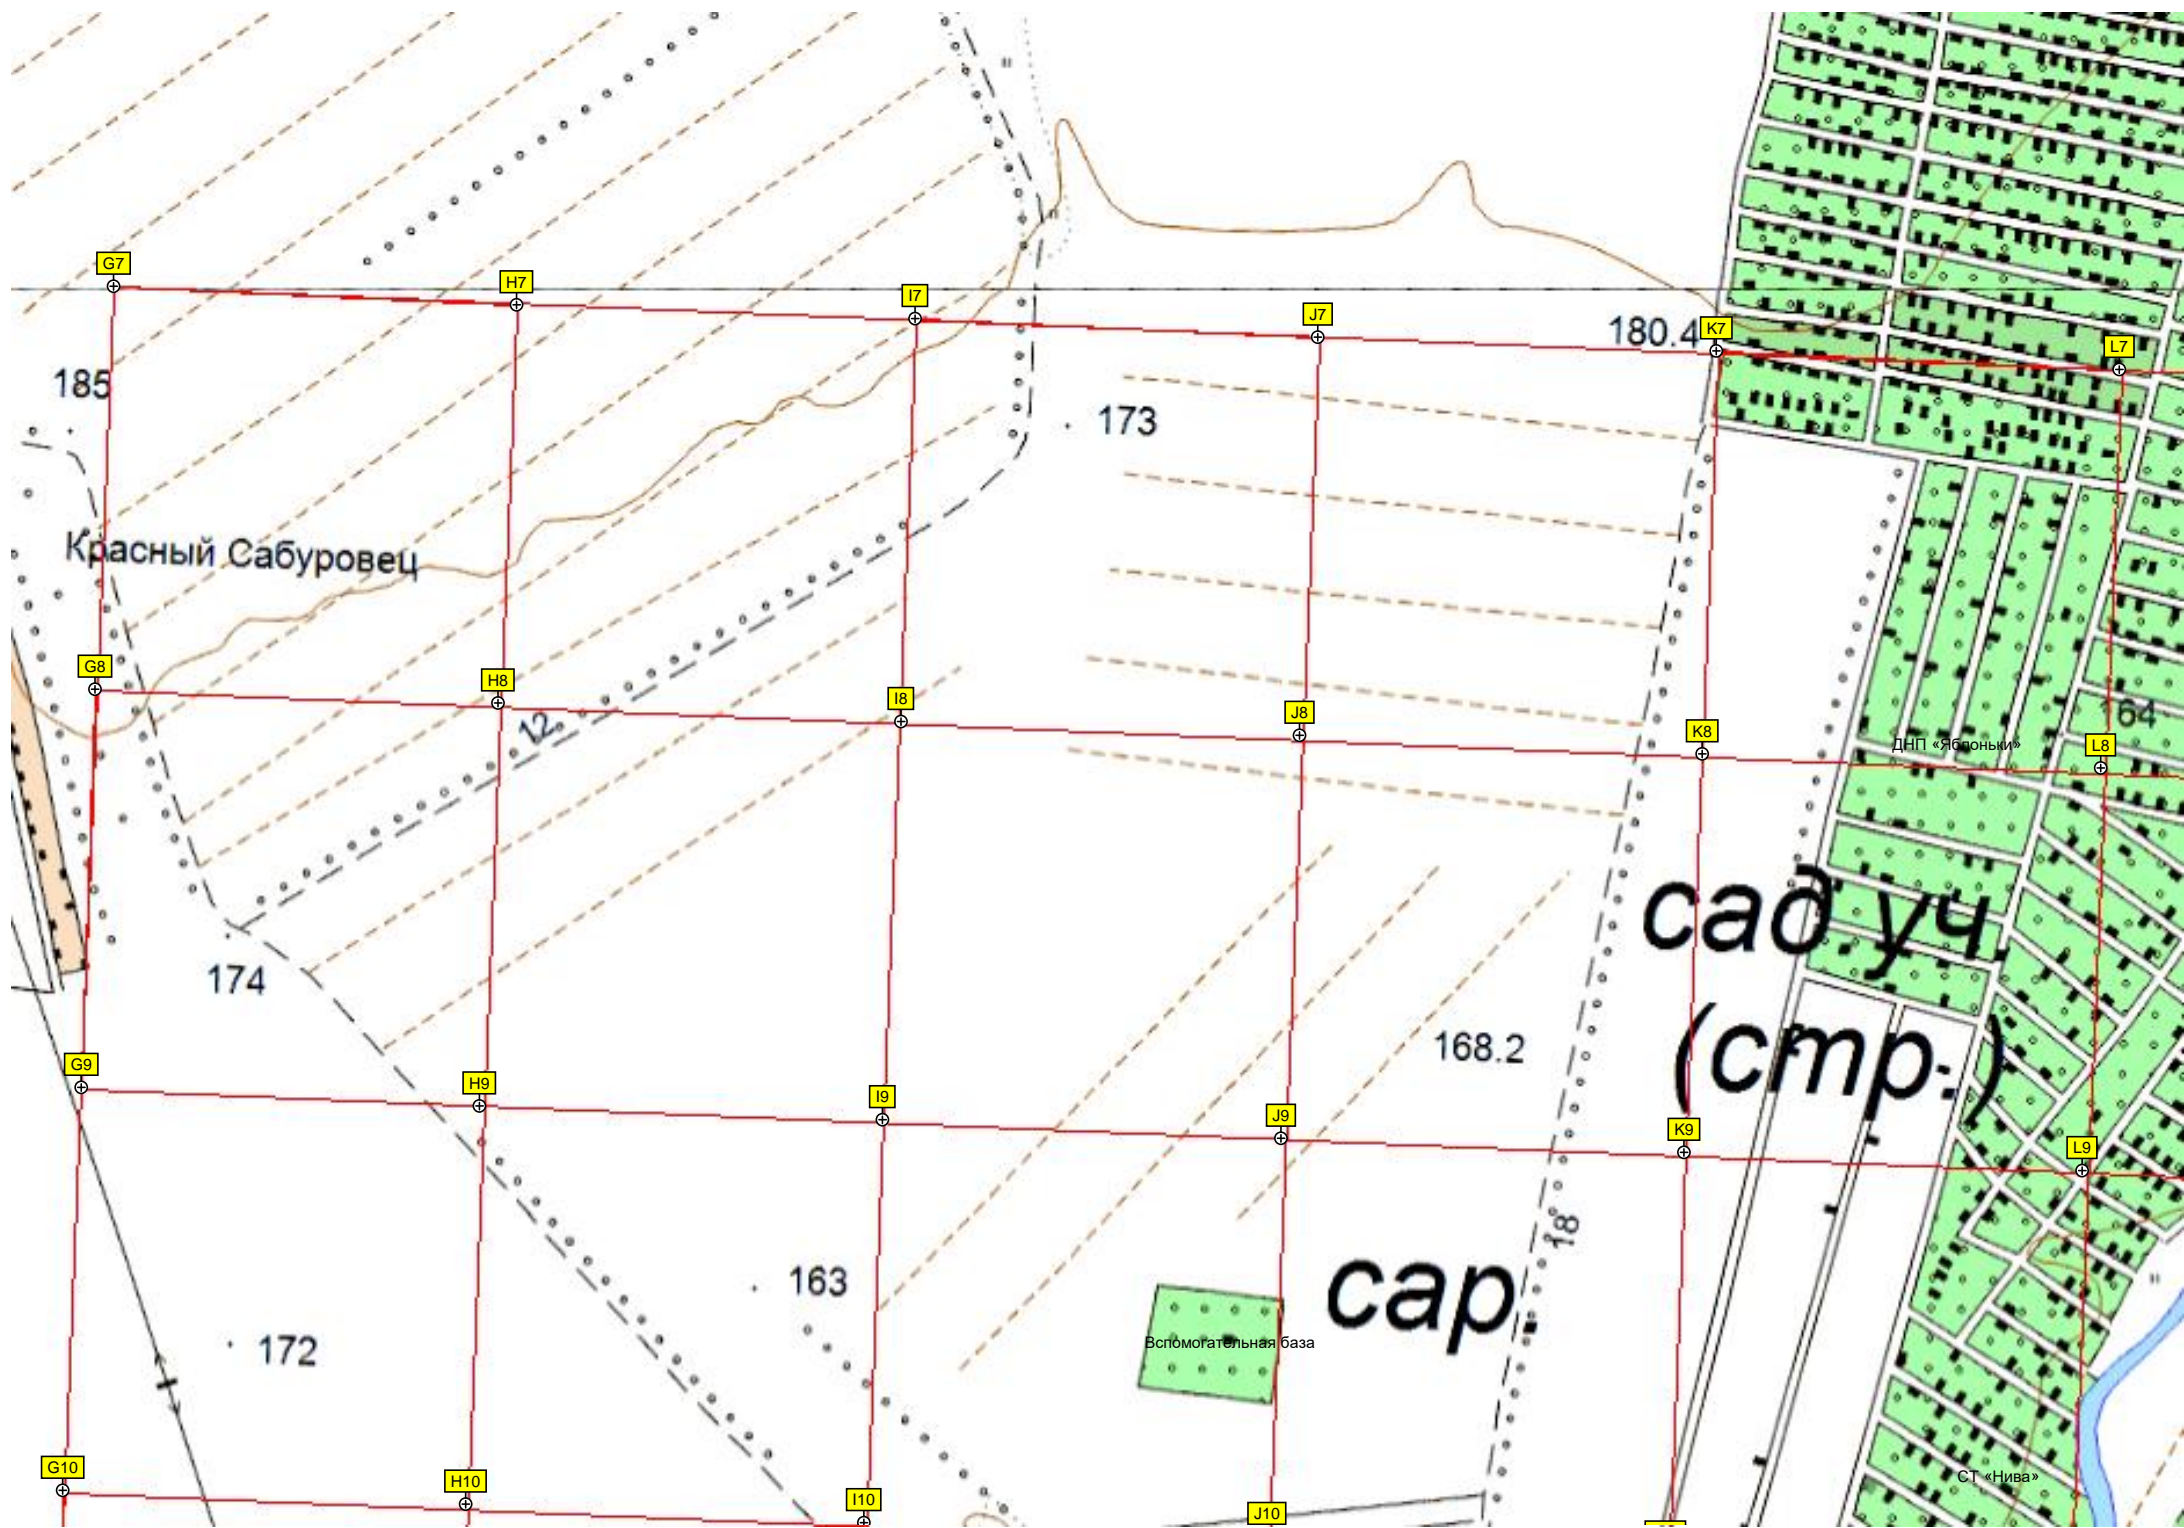 G7
H7
I7
J7
180.4
K7
L7
185
173
Красный Сабуровец
G8
H8
12
I8
J8
K8
164
ДНП «Яблоньки»
L8
сад уч.
174
(стр.)
168.2
G9
H9
I9
J9
K9
L9
18
163
сар.
172
Вспомогательная база
G10
H10
I10
J10
СТ «Нива»